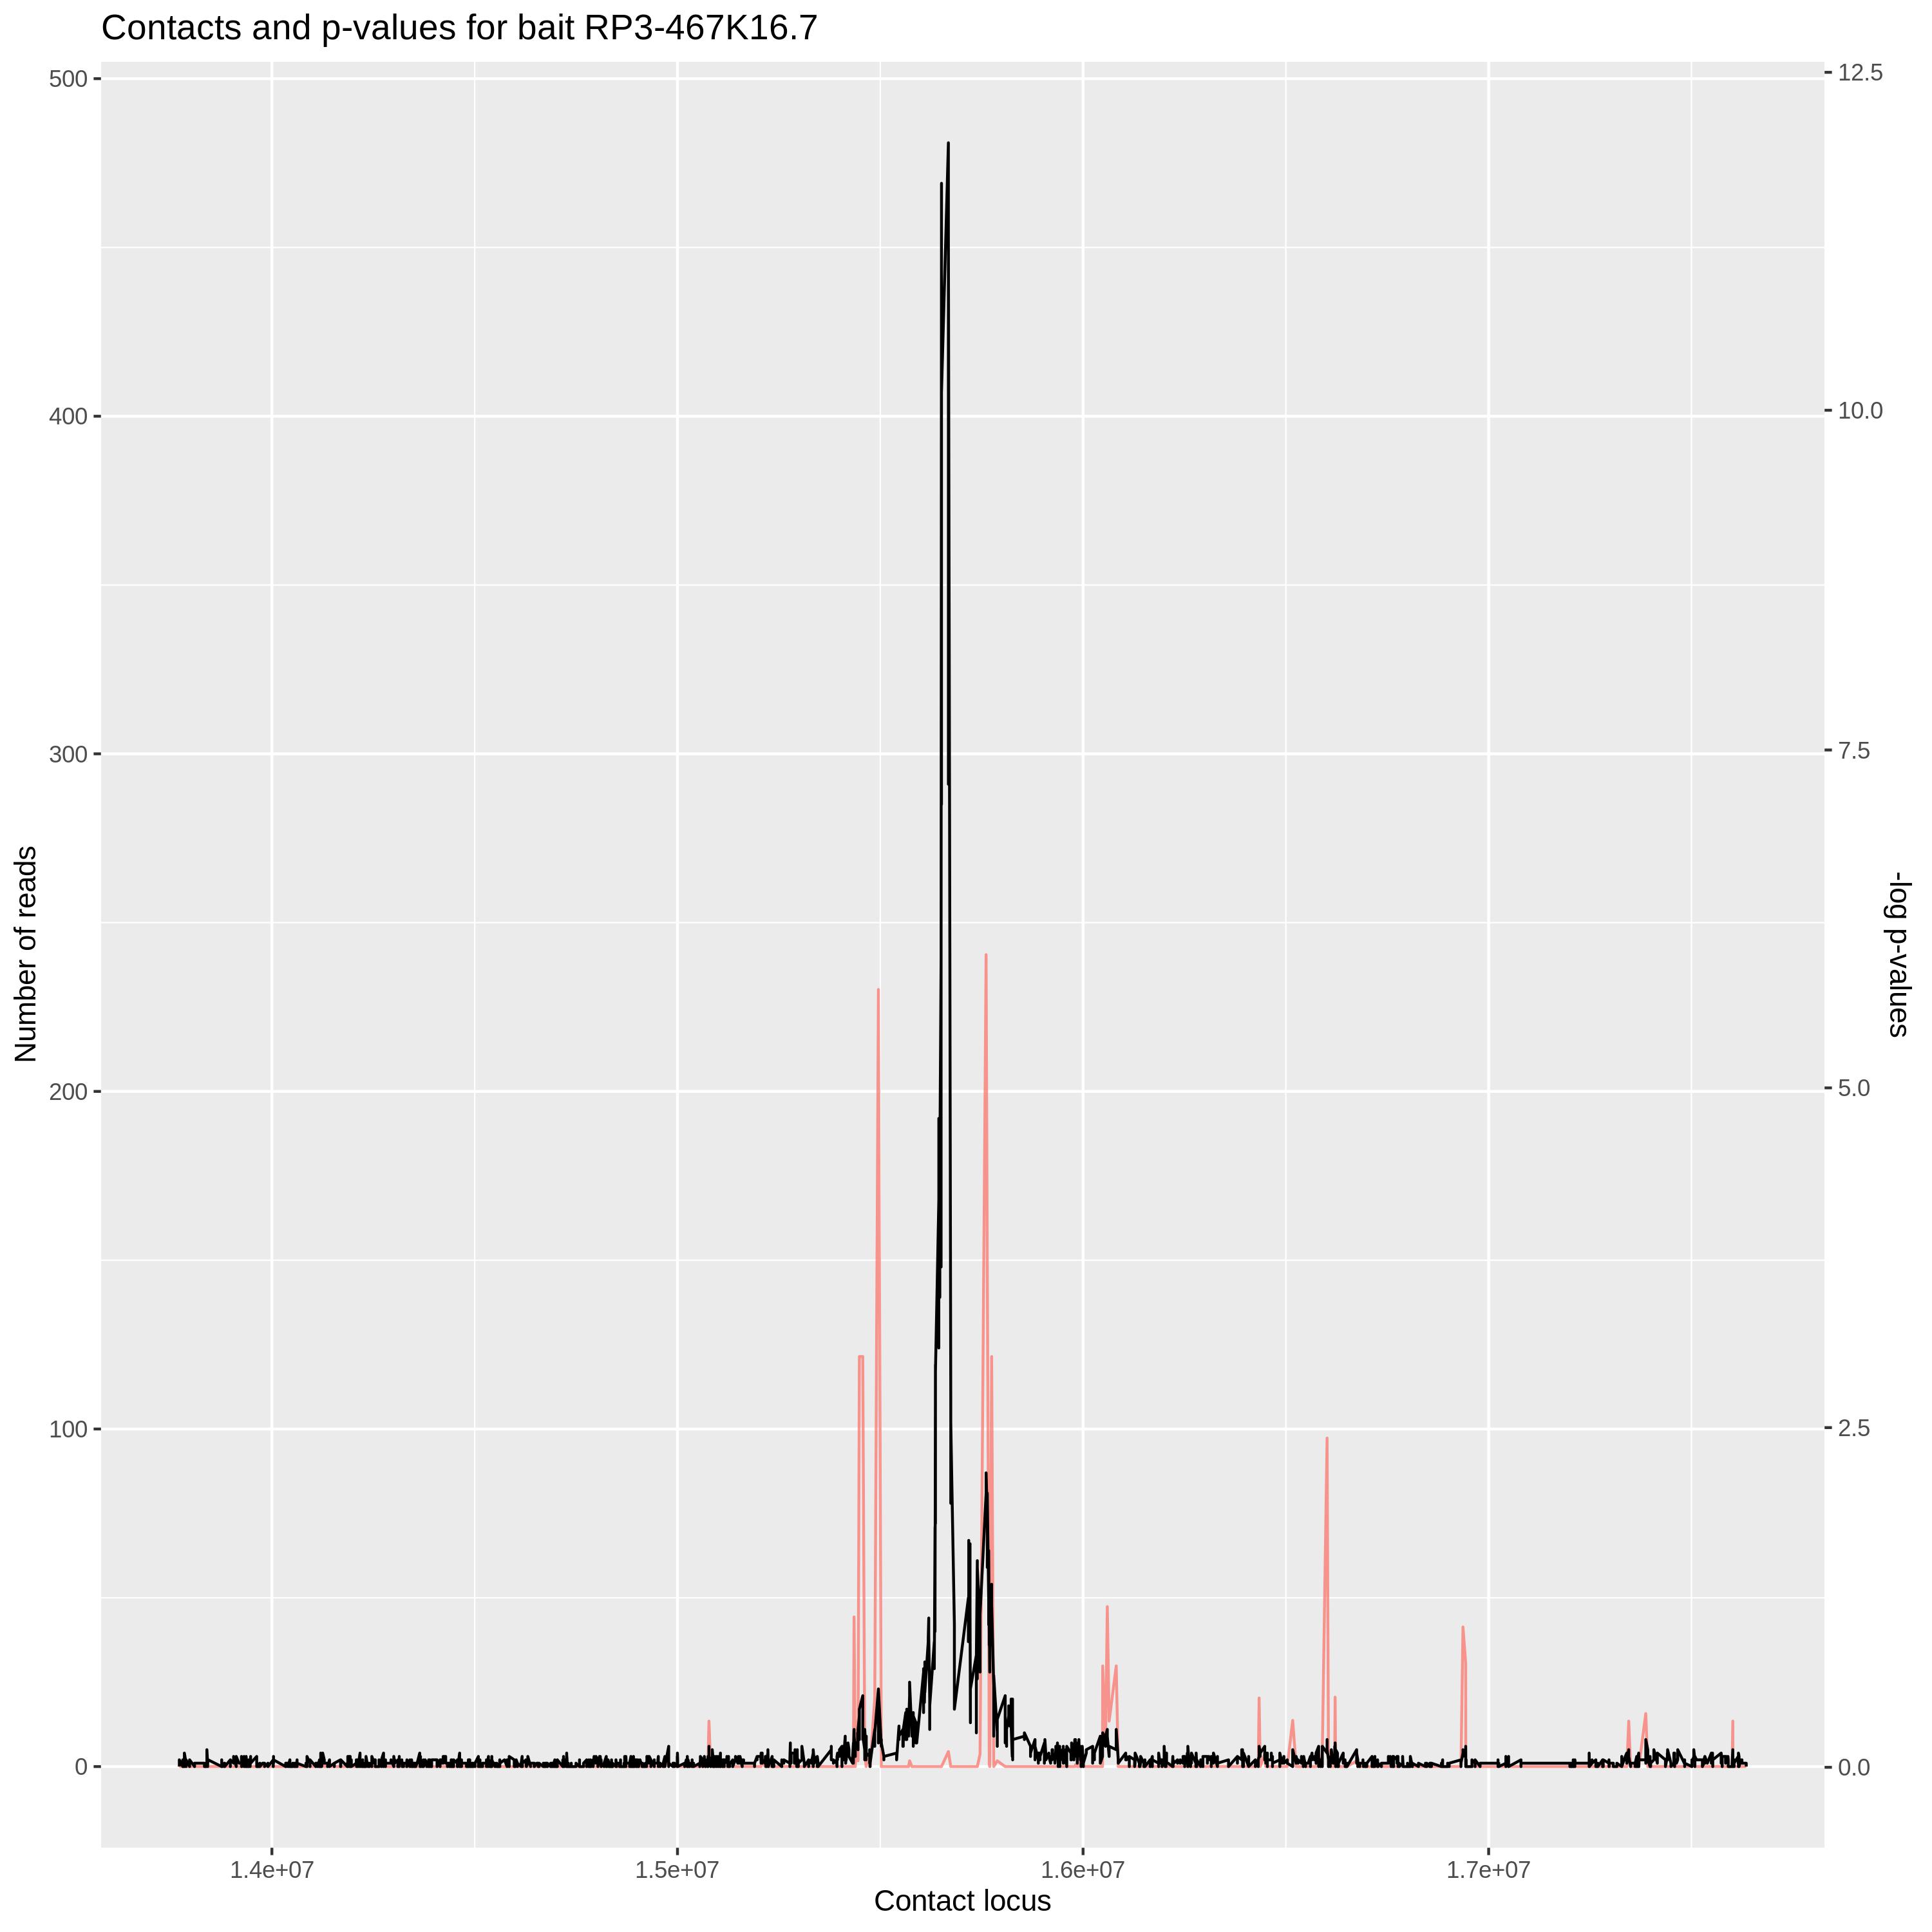 Contacts and p-values for bait RP3-467K16.7
500
400
300
200
100
0
Number of reads
12.5
10.0
7.5
5.0
2.5
0.0
-log p-values
1.4e+07
1.5e+07
1.6e+07
1.7e+07
Contact locus